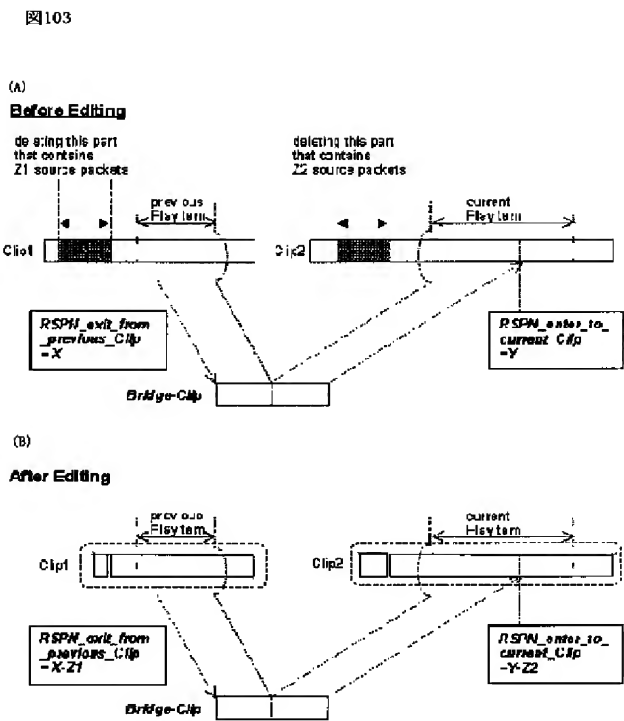 図103
(A)
Before Editing
deleting this part
that contains
Z1 source packets
deleting this part
that contains
Z2 source packets
previous
PlayItem
current
PlayItem
Clip1
Clip2
RSPN_exit_from
_previous_Clip
=X
RSPN_enter_to_
current_Clip
=Y
Bridge-Clip
(B)
After Editing
previous
PlayItem
current
PlayItem
Clip1
Clip2
RSPN_exit_from
_previous_Clip
=X-Z1
RSPN_enter_to_
current_Clip
=Y-Z2
Bridge-Clip